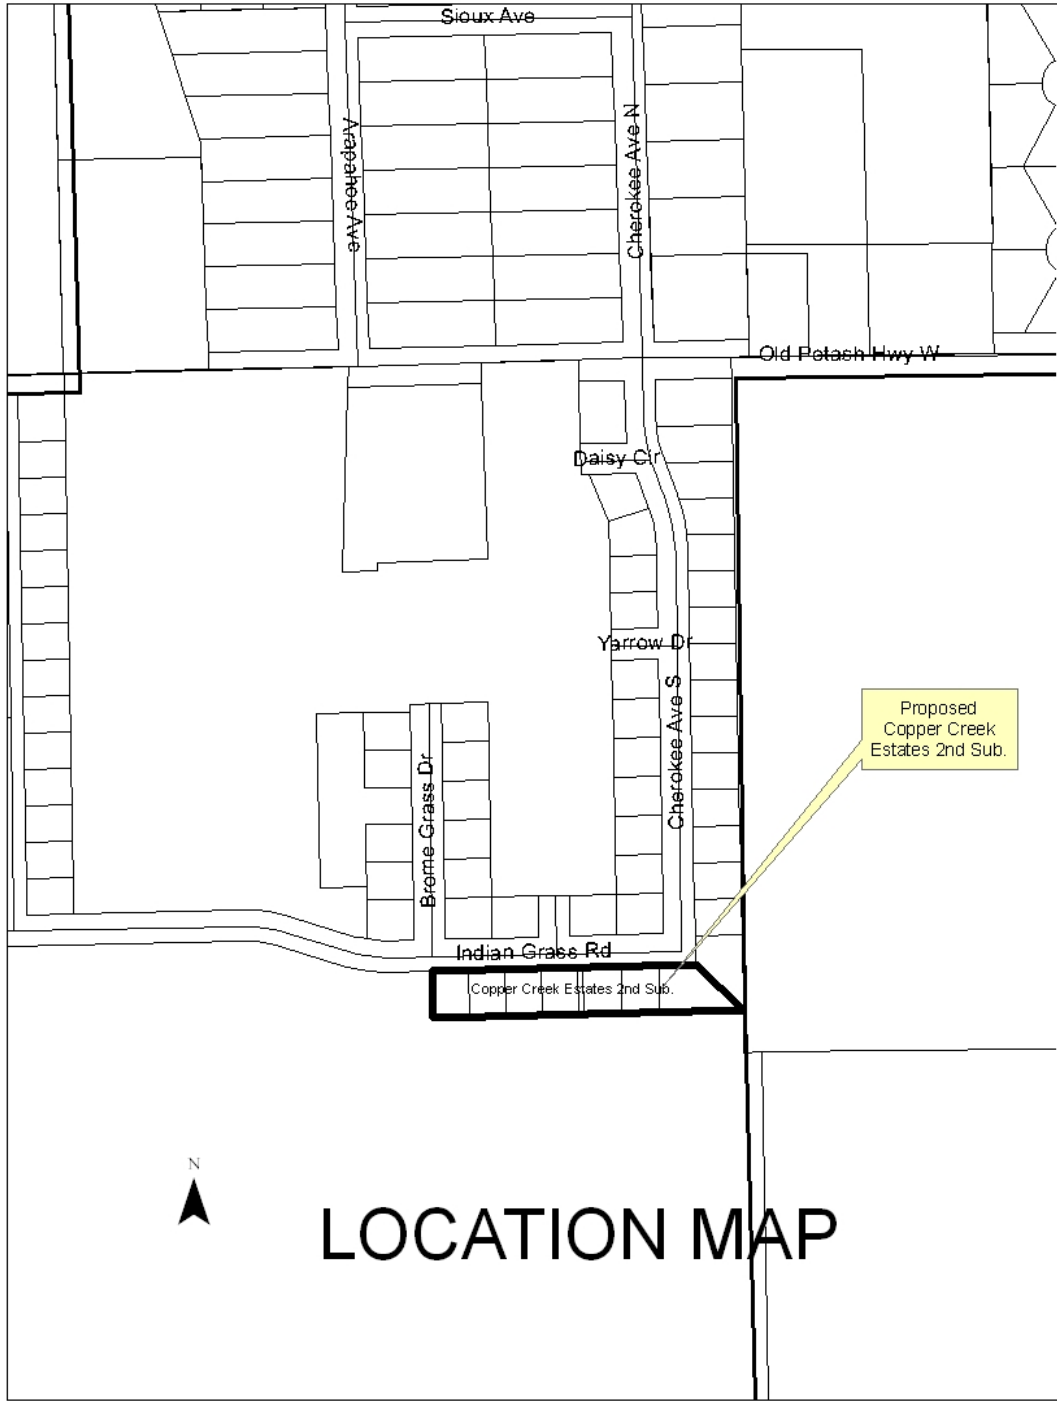 Sioux Ave
Arapahoe Ave
Cherokee Ave N
Old Potash Hwy W
Daisy Cir
Yarrow Dr
Cherokee Ave S
Proposed
Copper Creek
Estates 2nd Sub.
Brome Grass Dr
Indian Grass Rd
Copper Creek Estates 2nd Sub.
N
LOCATION MAP